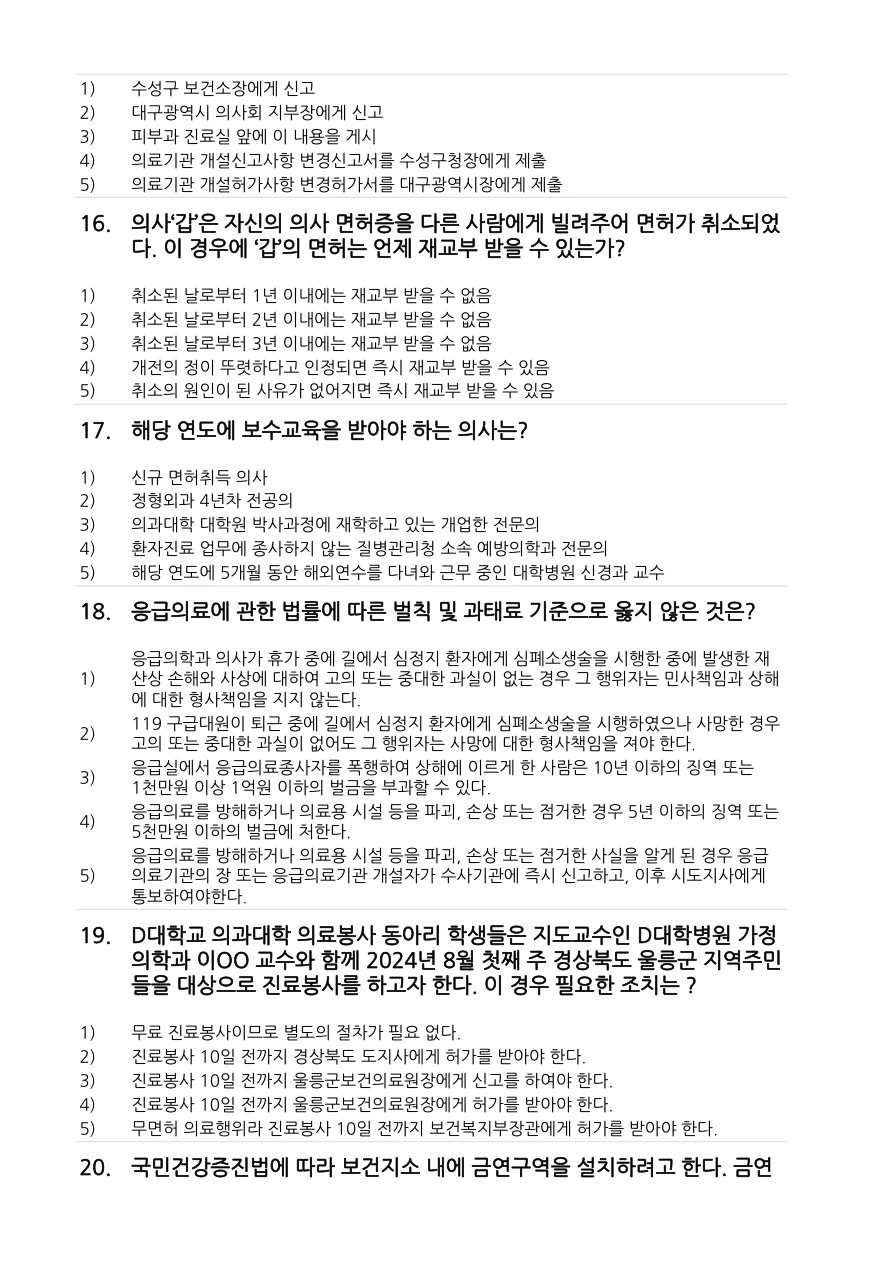 1) 수성구 보건소장에게 신고
2) 대구광역시 의사회 지부장에게 신고
3) 피부과 진료실 앞에 이 내용을 게시
4) 의료기관 개설신고사항 변경신고서를 수성구청장에게 제출
5) 의료기관 개설허가사항 변경허가서를 대구광역시장에게 제출
16. 의사‘갑’은 자신의 의사 면허증을 다른 사람에게 빌려주어 면허가 취소되었
다. 이 경우에 ‘갑’의 면허는 언제 재교부 받을 수 있는가?
1) 취소된 날로부터 1년 이내에는 재교부 받을 수 없음
2) 취소된 날로부터 2년 이내에는 재교부 받을 수 없음
3) 취소된 날로부터 3년 이내에는 재교부 받을 수 없음
4) 개전의 정이 뚜렷하다고 인정되면 즉시 재교부 받을 수 있음
5) 취소의 원인이 된 사유가 없어지면 즉시 재교부 받을 수 있음
17. 해당 연도에 보수교육을 받아야 하는 의사는?
1) 신규 면허취득 의사
2) 정형외과 4년차 전공의
3) 의과대학 대학원 박사과정에 재학하고 있는 개업한 전문의
4) 환자진료 업무에 종사하지 않는 질병관리청 소속 예방의학과 전문의
5) 해당 연도에 5개월 동안 해외연수를 다녀와 근무 중인 대학병원 신경과 교수
18. 응급의료에 관한 법률에 따른 벌칙 및 과태료 기준으로 옳지 않은 것은?
응급의학과 의사가 휴가 중에 길에서 심정지 환자에게 심폐소생술을 시행한 중에 발생한 재
1) 산상 손해와 사상에 대하여 고의 또는 중대한 과실이 없는 경우 그 행위자는 민사책임과 상해
에 대한 형사책임을 지지 않는다.
2) 119 구급대원이 퇴근 중에 길에서 심정지 환자에게 심폐소생술을 시행하였으나 사망한 경우
고의 또는 중대한 과실이 없어도 그 행위자는 사망에 대한 형사책임을 져야 한다.
3) 응급실에서 응급의료종사자를 폭행하여 상해에 이르게 한 사람은 10년 이하의 징역 또는
1천만원 이상 1억원 이하의 벌금을 부과할 수 있다.
4) 응급의료를 방해하거나 의료용 시설 등을 파괴, 손상 또는 점거한 경우 5년 이하의 징역 또는
5천만원 이하의 벌금에 처한다.
응급의료를 방해하거나 의료용 시설 등을 파괴, 손상 또는 점거한 사실을 알게 된 경우 응급
5) 의료기관의 장 또는 응급의료기관 개설자가 수사기관에 즉시 신고하고, 이후 시도지사에게
통보하여야한다.
19. D대학교 의과대학 의료봉사 동아리 학생들은 지도교수인 D대학병원 가정
의학과 이OO 교수와 함께 2024년 8월 첫째 주 경상북도 울릉군 지역주민
들을 대상으로 진료봉사를 하고자 한다. 이 경우 필요한 조치는 ?
1) 무료 진료봉사이므로 별도의 절차가 필요 없다.
2) 진료봉사 10일 전까지 경상북도 도지사에게 허가를 받아야 한다.
3) 진료봉사 10일 전까지 울릉군보건의료원장에게 신고를 하여야 한다.
4) 진료봉사 10일 전까지 울릉군보건의료원장에게 허가를 받아야 한다.
5) 무면허 의료행위라 진료봉사 10일 전까지 보건복지부장관에게 허가를 받아야 한다.
20. 국민건강증진법에 따라 보건지소 내에 금연구역을 설치하려고 한다. 금연